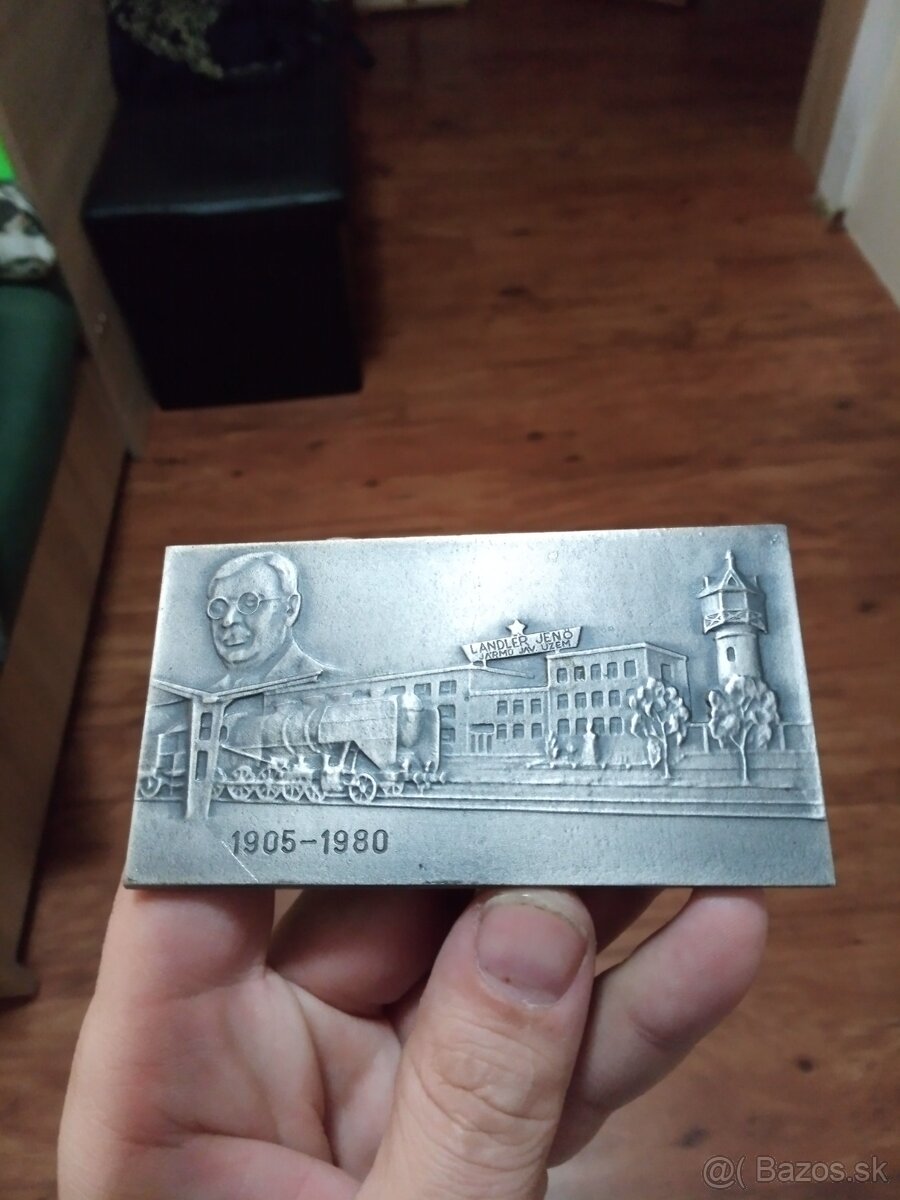 LANDLER JENŐ
JÁRMŰ JAV. ÜZEM
1905-1980
@( Bazos.sk